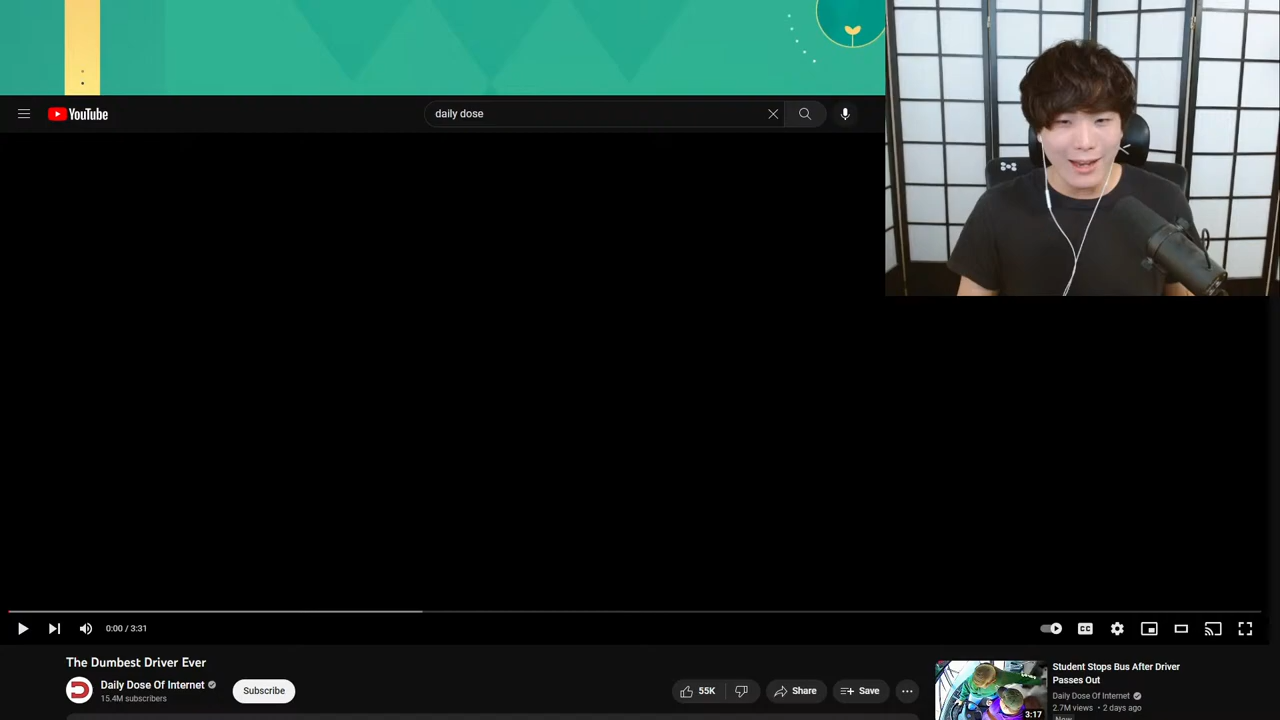 YouTube
daily dose
0:00 / 3:31
The Dumbest Driver Ever
Daily Dose Of Internet
15.4M subscribers
Subscribe
55K
Share
Save
CC
3:17
Student Stops Bus After Driver
Passes Out
Daily Dose Of Internet
2.7M views • 2 days ago
New